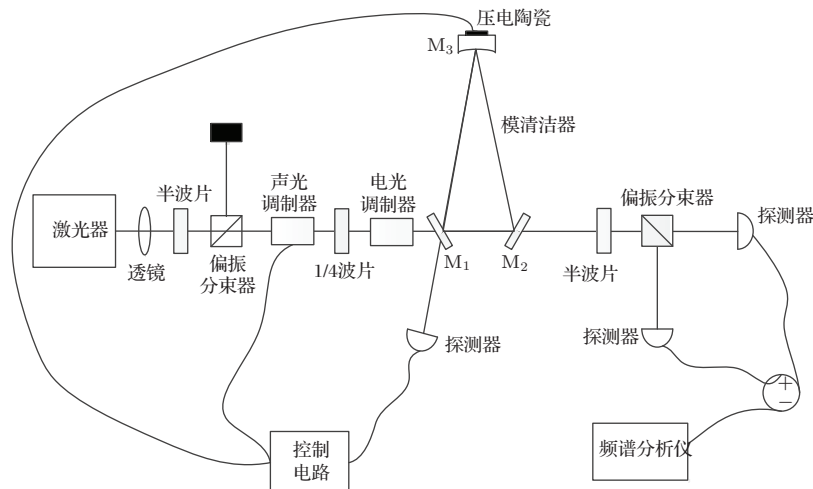 压电陶瓷
M₃
模清洁器
半波片
声光
调制器
电光
调制器
偏振分束器
探测器
激光器
透镜
偏振
分束器
1/4波片
M₁
M₂
半波片
探测器
探测器
+
−
控制
电路
频谱分析仪